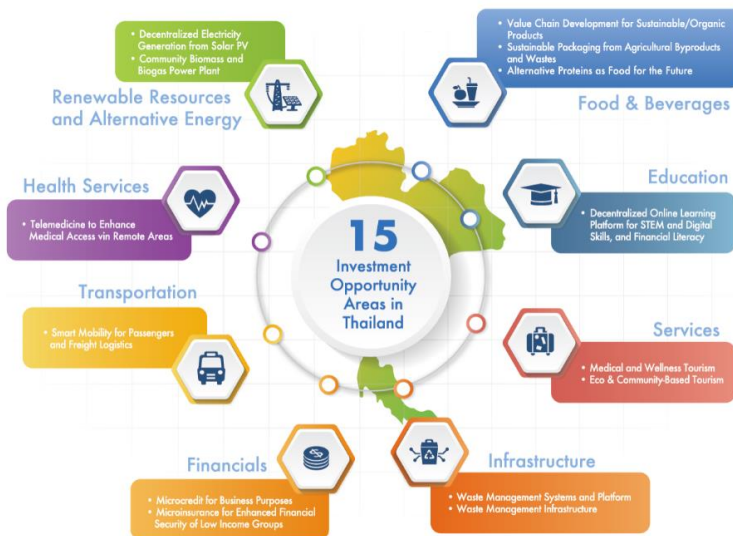 • Decentralized Electricity
Generation from Solar PV
• Community Biomass and
Biogas Power Plant
Renewable Resources
and Alternative Energy
• Value Chain Development for Sustainable/Organic
Products
• Sustainable Packaging from Agricultural Byproducts
and Wastes
• Alternative Proteins as Food for the Future
Food & Beverages
Health Services
• Telemedicine to Enhance
Medical Access vin Remote Areas
Education
• Decentralized Online Learning
Platform for STEM and Digital
Skills, and Financial Literacy
15
Investment
Opportunity
Areas in
Thailand
Transportation
• Smart Mobility for Passengers
and Freight Logistics
Services
• Medical and Wellness Tourism
• Eco & Community-Based Tourism
Financials
• Microcredit for Business Purposes
• Microinsurance for Enhanced Financial
Security of Low Income Groups
Infrastructure
• Waste Management Systems and Platform
• Waste Management Infrastructure